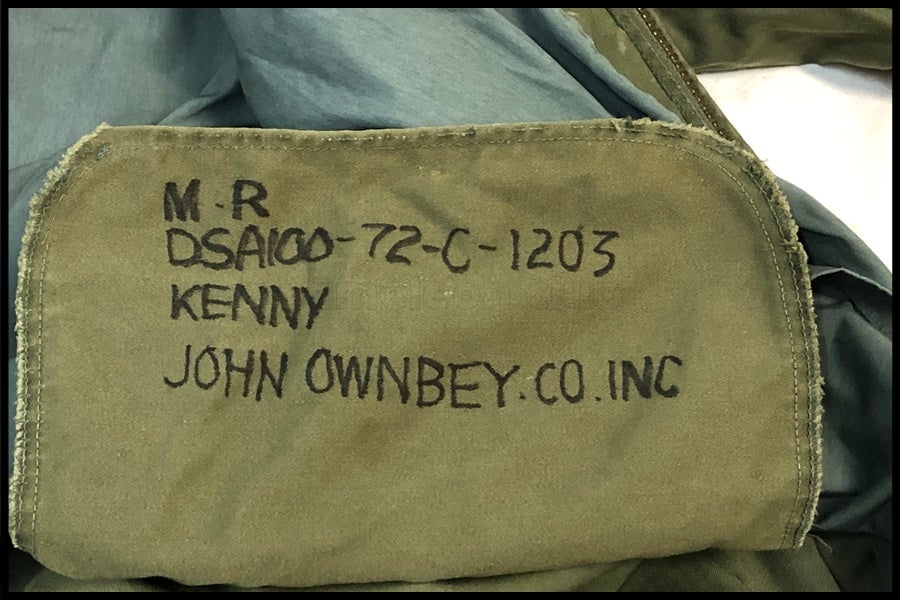 M.R
DSA100-72-C-1203
KENNY
JOHN OWNBEY.CO.INC